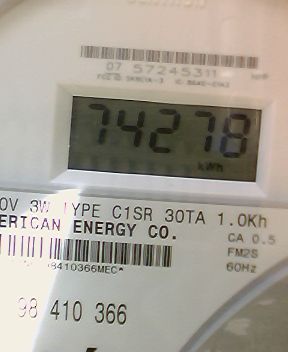 07 57245311
74278
kWh
0V 3W TYPE C1SR 30TA 1.0Kh
ERICAN ENERGY CO.
CA 0.5
FM2S
60Hz
8410366MEC*
98 410 366